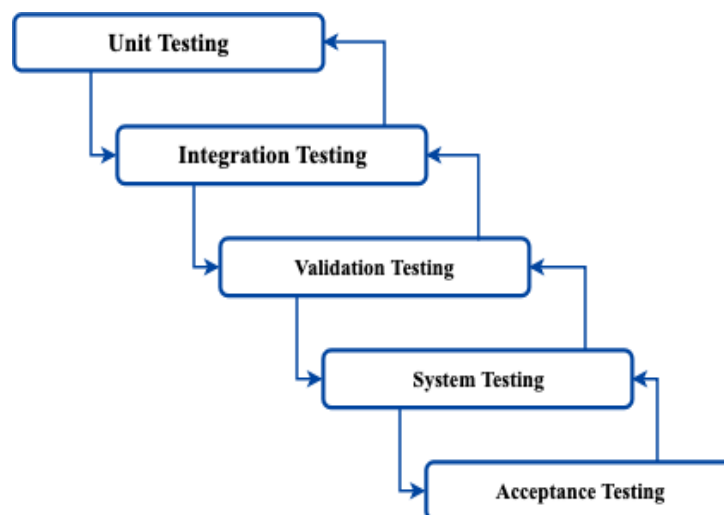 Unit Testing
Integration Testing
Validation Testing
System Testing
Acceptance Testing